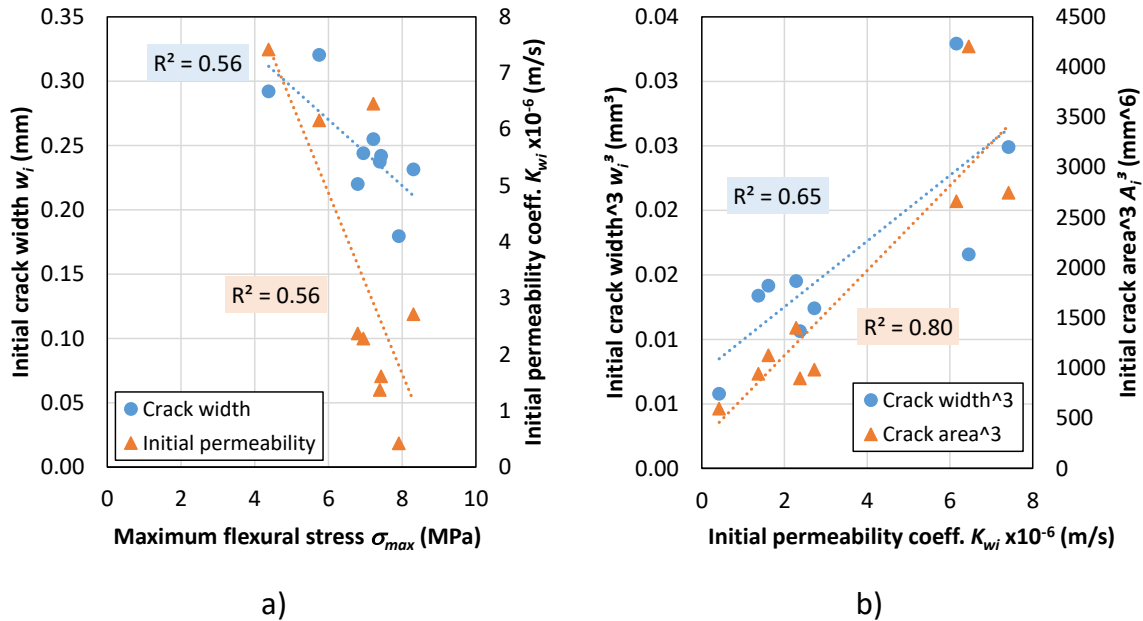 0.35
0.30
0.25
0.20
0.15
0.10
0.05
0.00
Initial crack width wᵢ (mm)
R² = 0.56
R² = 0.56
Crack width
Initial permeability
8
7
6
5
4
3
2
1
0
Initial permeability coeff. K_wi x10⁻⁶ (m/s)
0 2 4 6 8 10
Maximum flexural stress σ_max (MPa)
a)
0.04
0.03
0.03
0.02
0.02
0.01
0.01
0.00
Initial crack width^3 wᵢ³ (mm³)
R² = 0.65
R² = 0.80
Crack width^3
Crack area^3
4500
4000
3500
3000
2500
2000
1500
1000
500
0
Initial crack area^3 Aᵢ³ (mm^6)
0 2 4 6 8
Initial permeability coeff. K_wi x10⁻⁶ (m/s)
b)